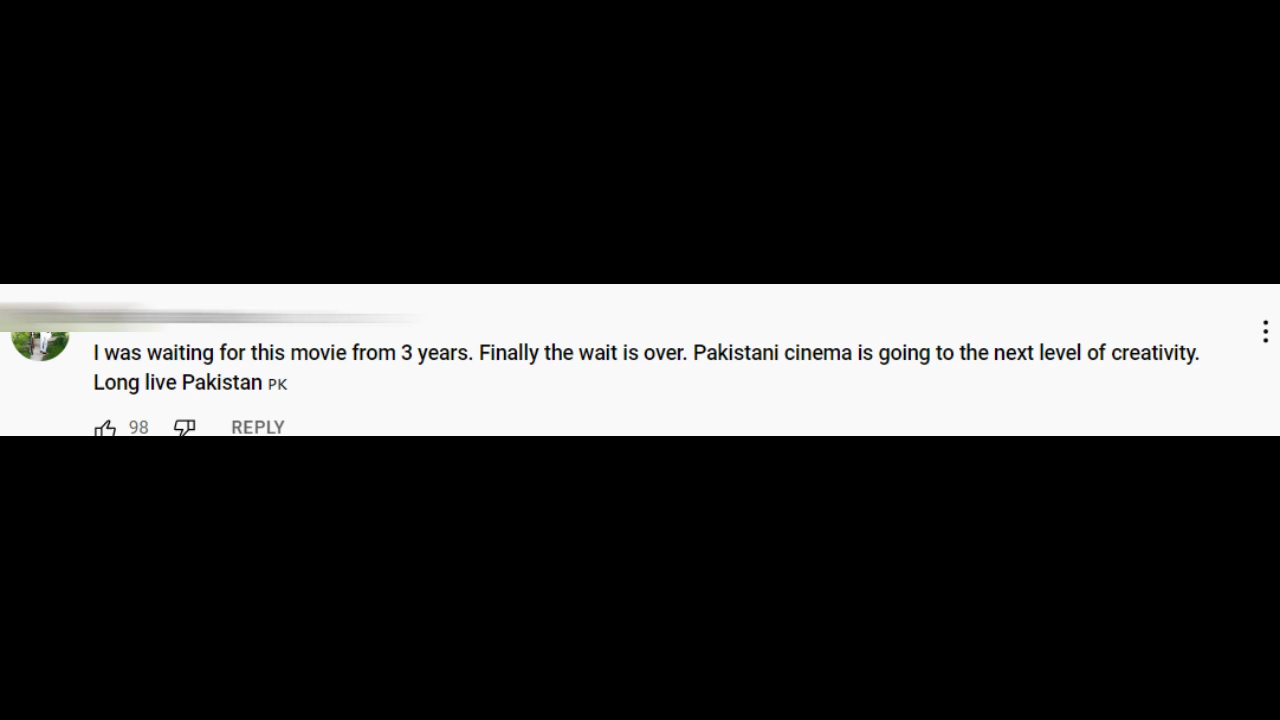 I was waiting for this movie from 3 years. Finally the wait is over. Pakistani cinema is going to the next level of creativity.
Long live Pakistan PK
98 REPLY